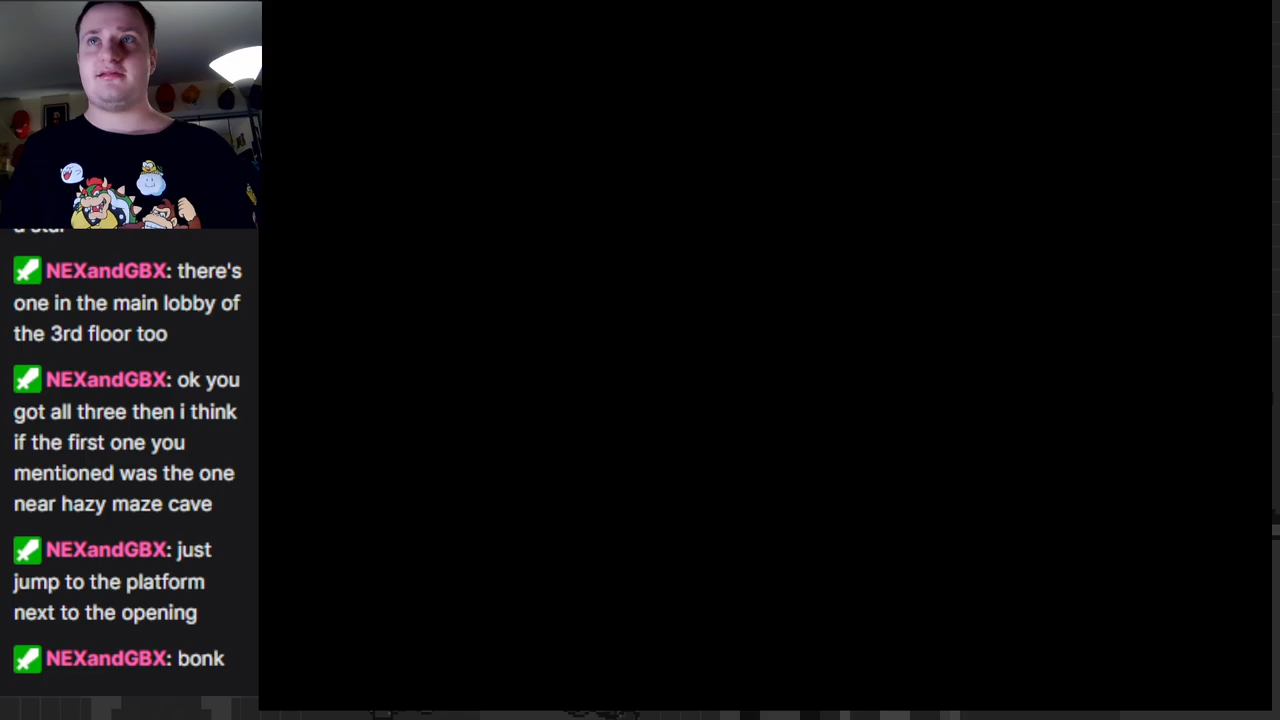 NEXandGBX: there's
one in the main lobby of
the 3rd floor too
NEXandGBX: ok you
got all three then i think
if the first one you
mentioned was the one
near hazy maze cave
NEXandGBX: just
jump to the platform
next to the opening
NEXandGBX: bonk